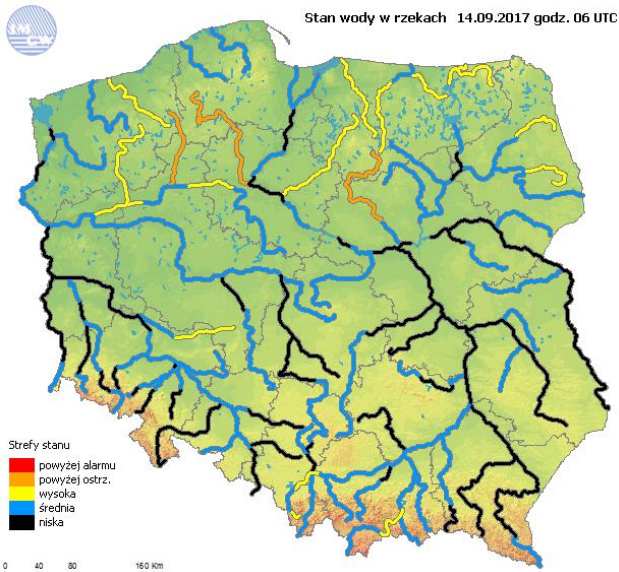 Stan wody w rzekach 14.09.2017 godz. 06 UTC
IMGW
Strefy stanu
powyżej alarmu
powyżej ostrz.
wysoka
średnia
niska
0 40 80 160 Km